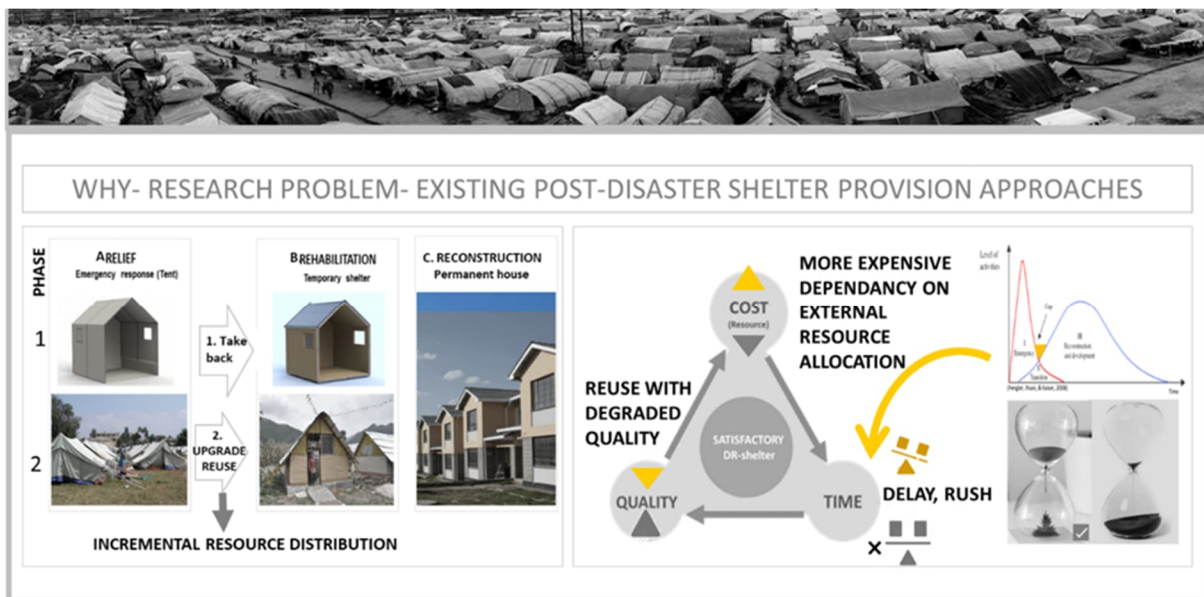 WHY- RESEARCH PROBLEM- EXISTING POST-DISASTER SHELTER PROVISION APPROACHES
PHASE
1
2
A RELIEF
Emergency response (Tent)
1. Take
back
2.
UPGRADE
REUSE
B REHABILITATION
Temporary shelter
C. RECONSTRUCTION
Permanent house
INCREMENTAL RESOURCE DISTRIBUTION
COST
(Resource)
MORE EXPENSIVE
DEPENDANCY ON
EXTERNAL
RESOURCE
ALLOCATION
REUSE WITH
DEGRADED
QUALITY
SATISFACTORY
DR-shelter
QUALITY
TIME
DELAY, RUSH
×
Level of
activities
Gap
I
Emergency
III
Reconstruction
and development
II
Transition
Time